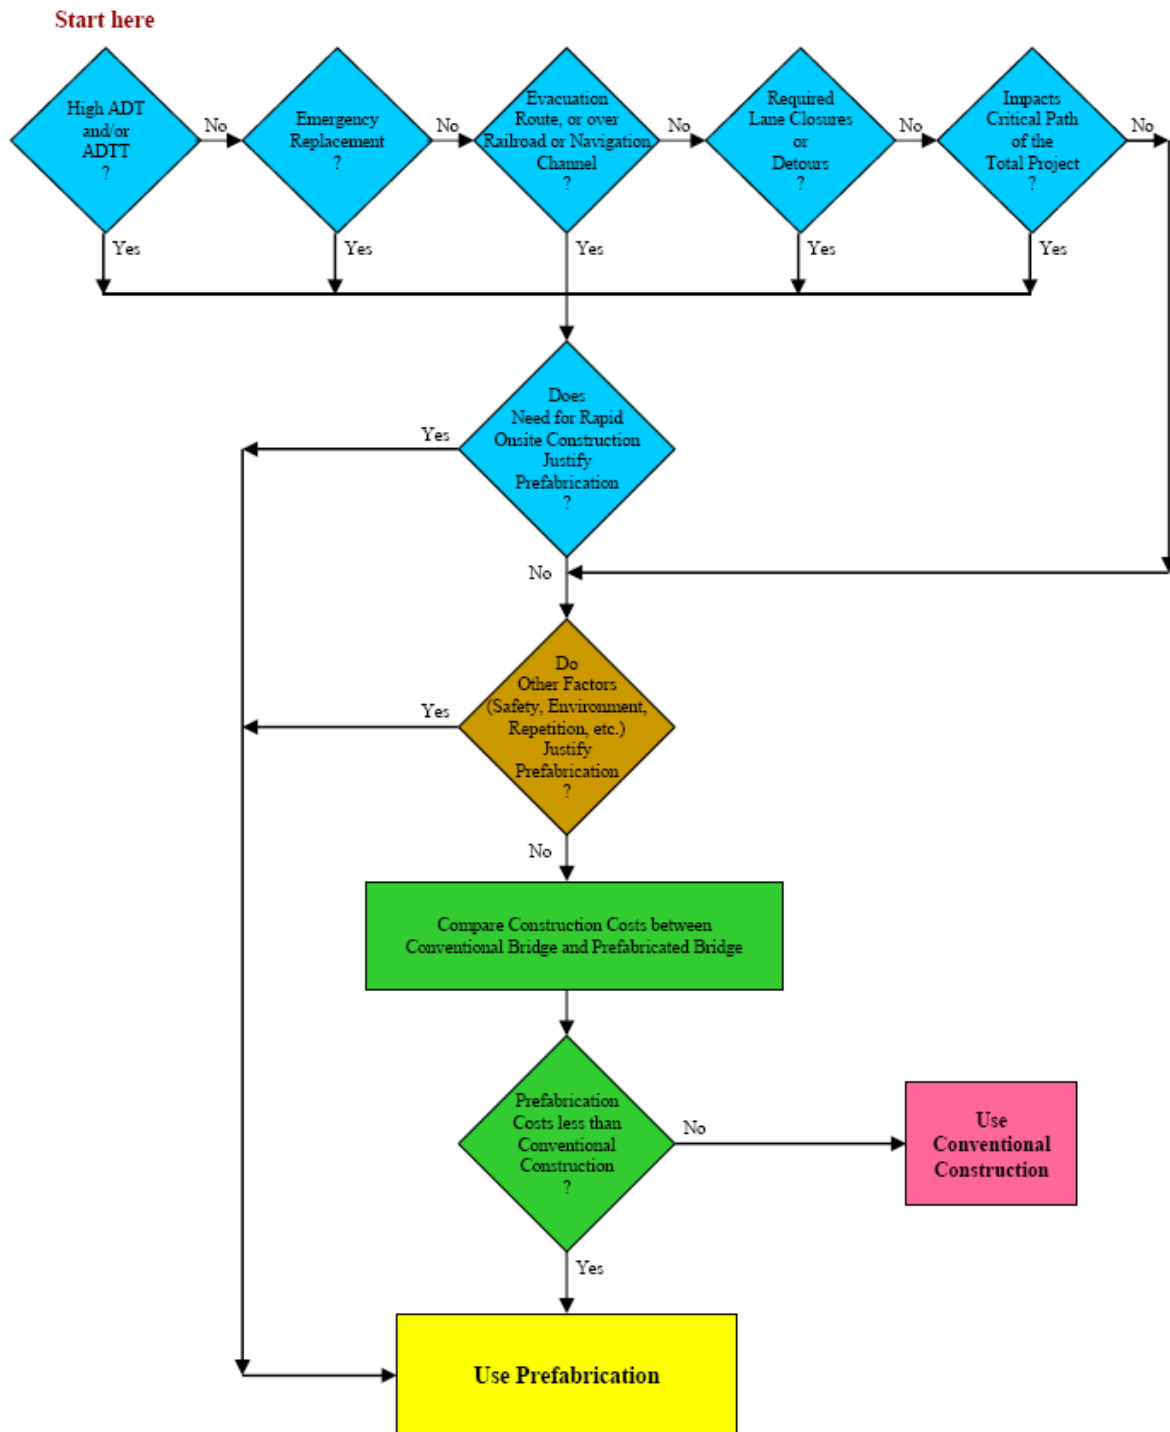 Start here
High ADT
and/or
ADTT
?
No
Emergency
Replacement
?
No
Evacuation
Route, or over
Railroad or Navigation
Channel
?
No
Required
Lane Closures
or
Detours
?
No
Impacts
Critical Path
of the
Total Project
?
No
Yes
Yes
Yes
Yes
Yes
Does
Need for Rapid
Onsite Construction
Justify
Prefabrication
?
Yes
No
Do
Other Factors
(Safety, Environment,
Repetition, etc.)
Justify
Prefabrication
?
Yes
No
Compare Construction Costs between
Conventional Bridge and Prefabricated Bridge
Prefabrication
Costs less than
Conventional
Construction
?
No
Use
Conventional
Construction
Yes
Use Prefabrication